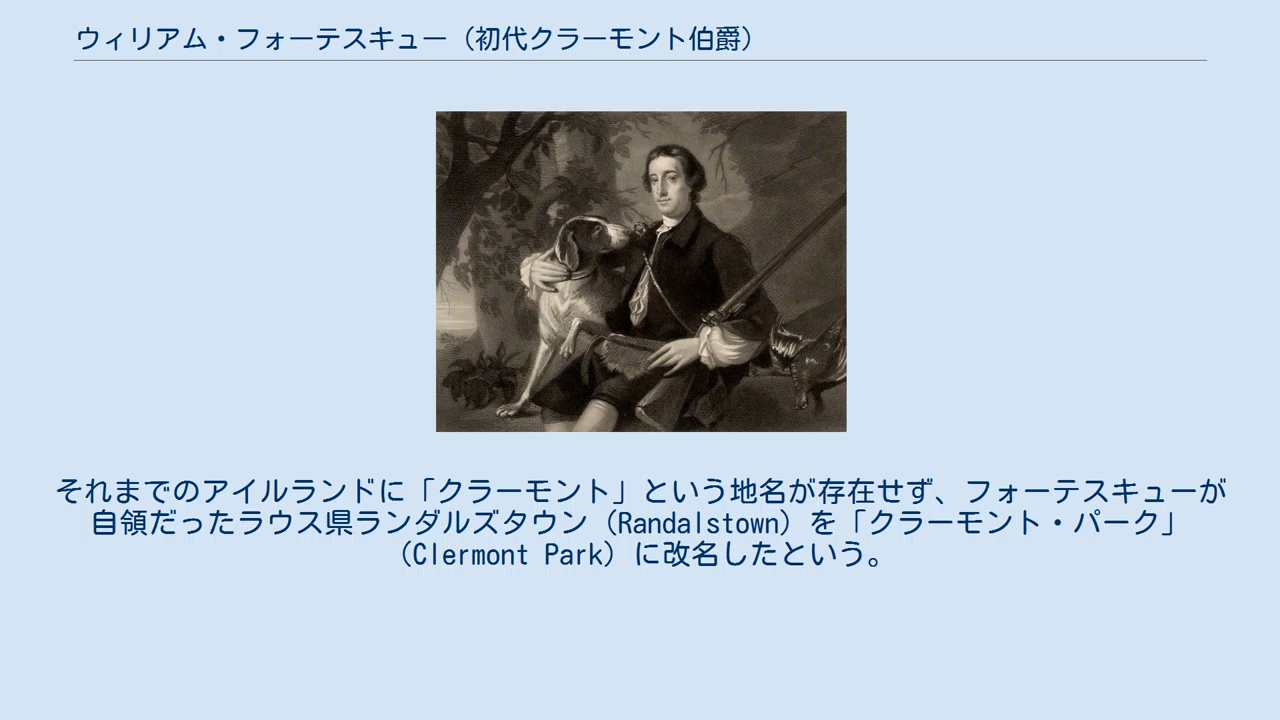 ウィリアム・フォーテスキュー（初代クラーモント伯爵）
それまでのアイルランドに「クラーモント」という地名が存在せず、フォーテスキューが
自領だったラウス県ランダルズタウン（Randalstown）を「クラーモント・パーク」
（Clermont Park）に改名したという。